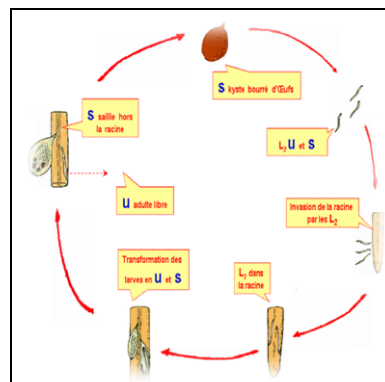 S kyste bourré d'Œufs
S saillie hors
la racine
L2 u et s
u adulte libre
Invasion de la racine
par les L2
Transformation des
larves en u et s
L2 dans
la racine